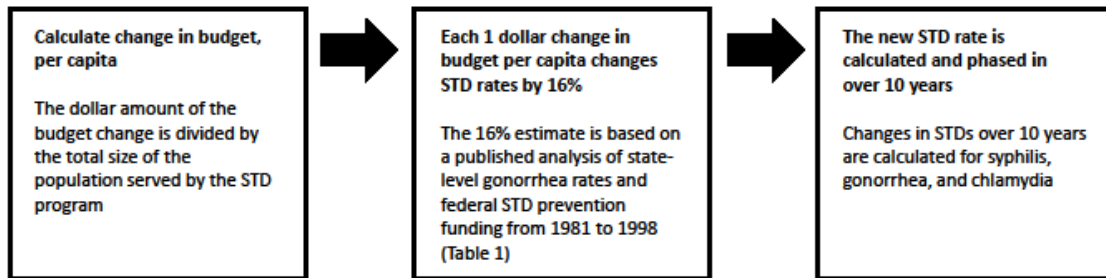 Calculate change in budget,
per capita
The dollar amount of the
budget change is divided by
the total size of the
population served by the STD
program
Each 1 dollar change in
budget per capita changes
STD rates by 16%
The 16% estimate is based on
a published analysis of state-
level gonorrhea rates and
federal STD prevention
funding from 1981 to 1998
(Table 1)
The new STD rate is
calculated and phased in
over 10 years
Changes in STDs over 10 years
are calculated for syphilis,
gonorrhea, and chlamydia